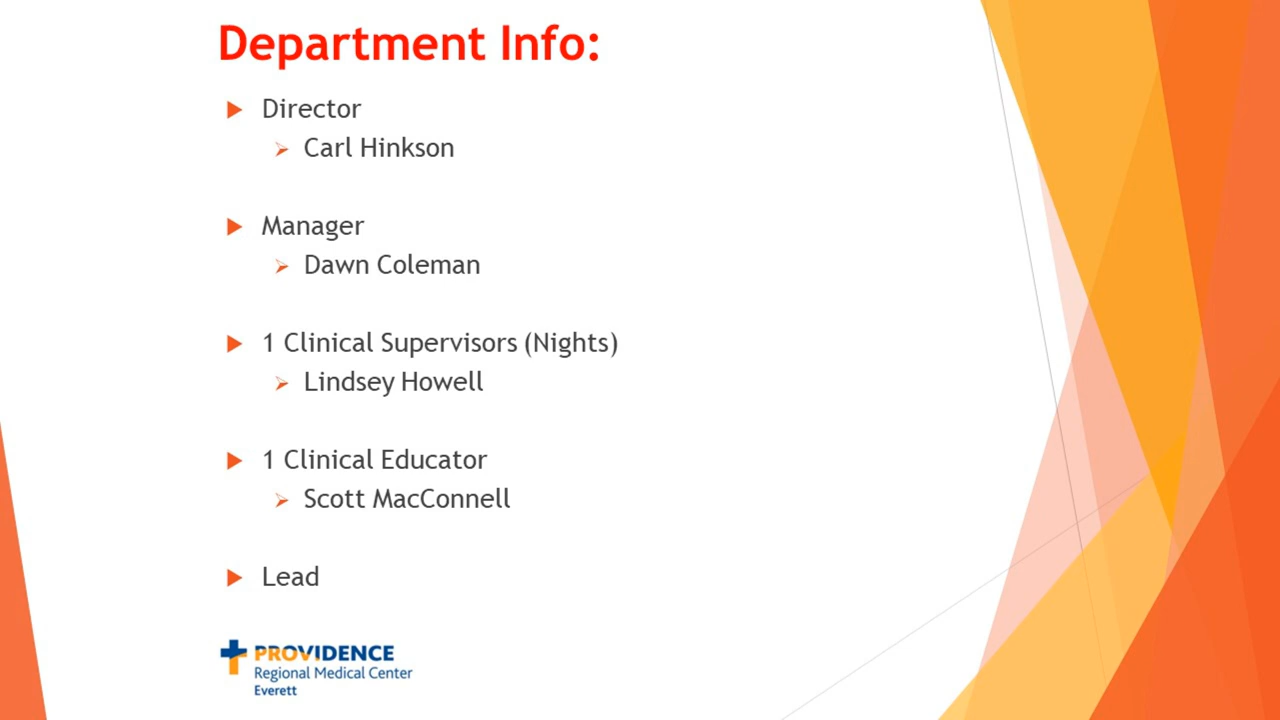 Department Info:
Director
Carl Hinkson
Manager
Dawn Coleman
1 Clinical Supervisors (Nights)
Lindsey Howell
1 Clinical Educator
Scott MacConnell
Lead
PROVIDENCE
Regional Medical Center
Everett